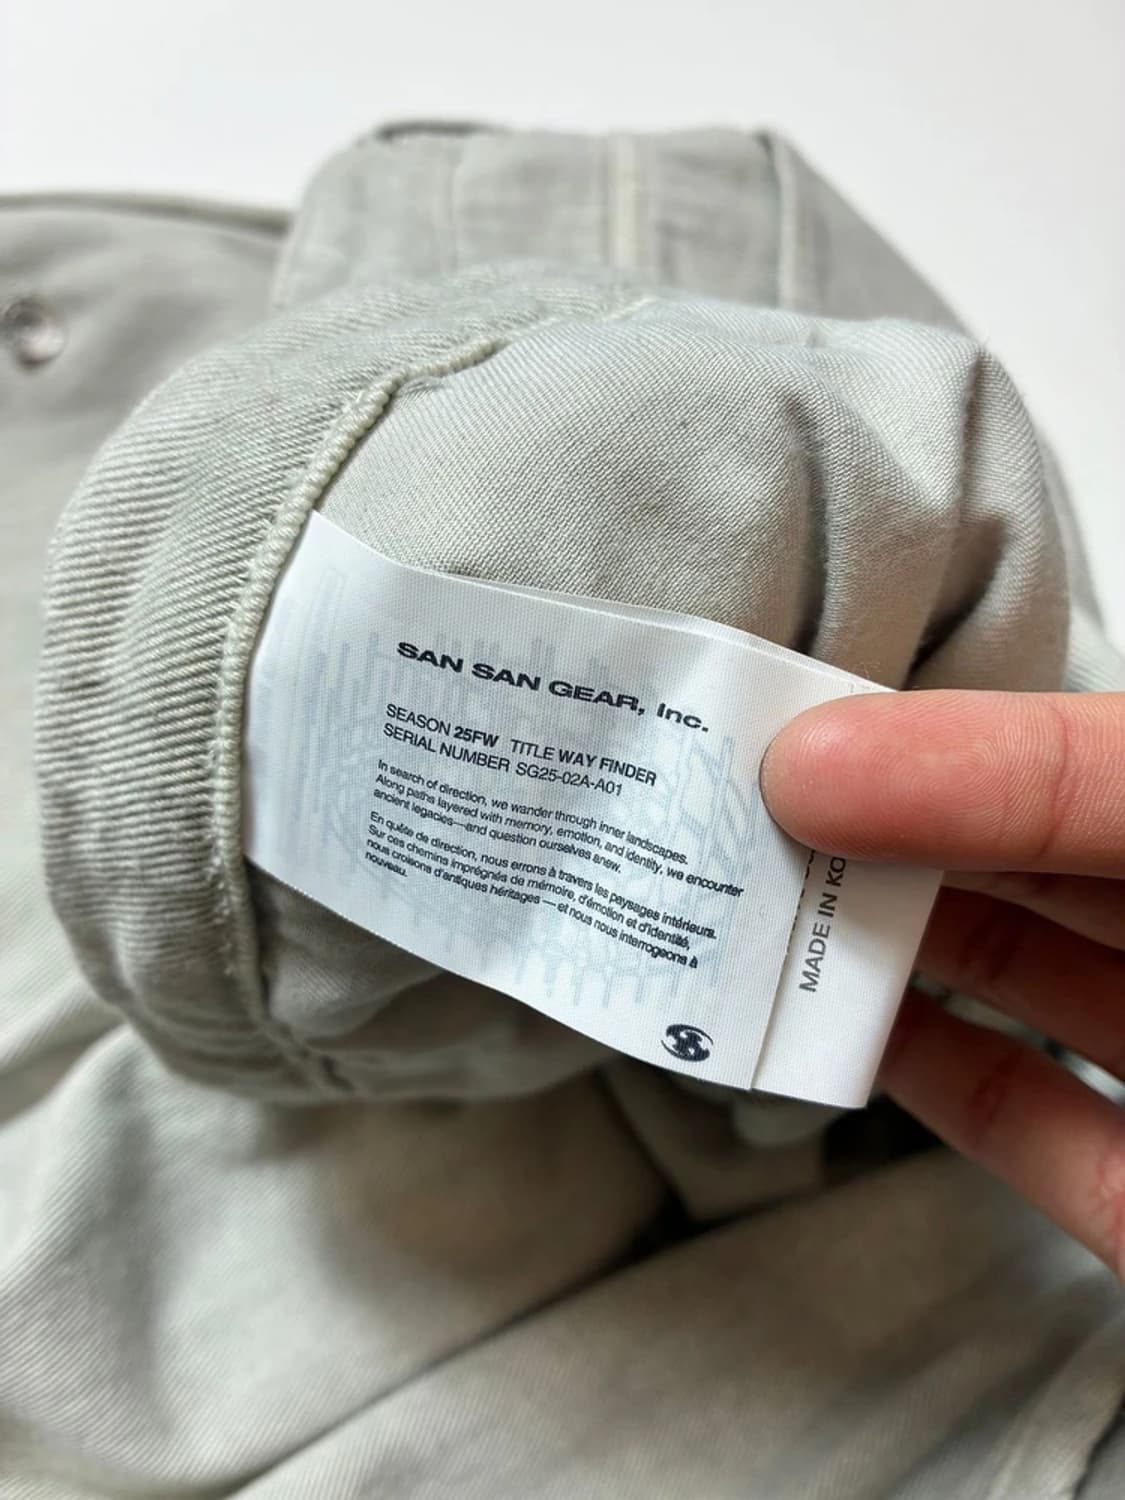 SAN SAN GEAR, Inc.
SEASON 25FW TITLE WAY FINDER
SERIAL NUMBER SG25-02A-A01
In search of direction, we wander through inner landscapes.
Along paths layered with memory, emotion, and identity, we encounter
ancient legacies—and question ourselves anew.
En quête de direction, nous errons à travers les paysages intérieurs.
Sur ces chemins imprégnés de mémoire, d'émotion et d'identité,
nous croisons d'antiques héritages — et nous nous interrogeons à
nouveau.
MADE IN KO